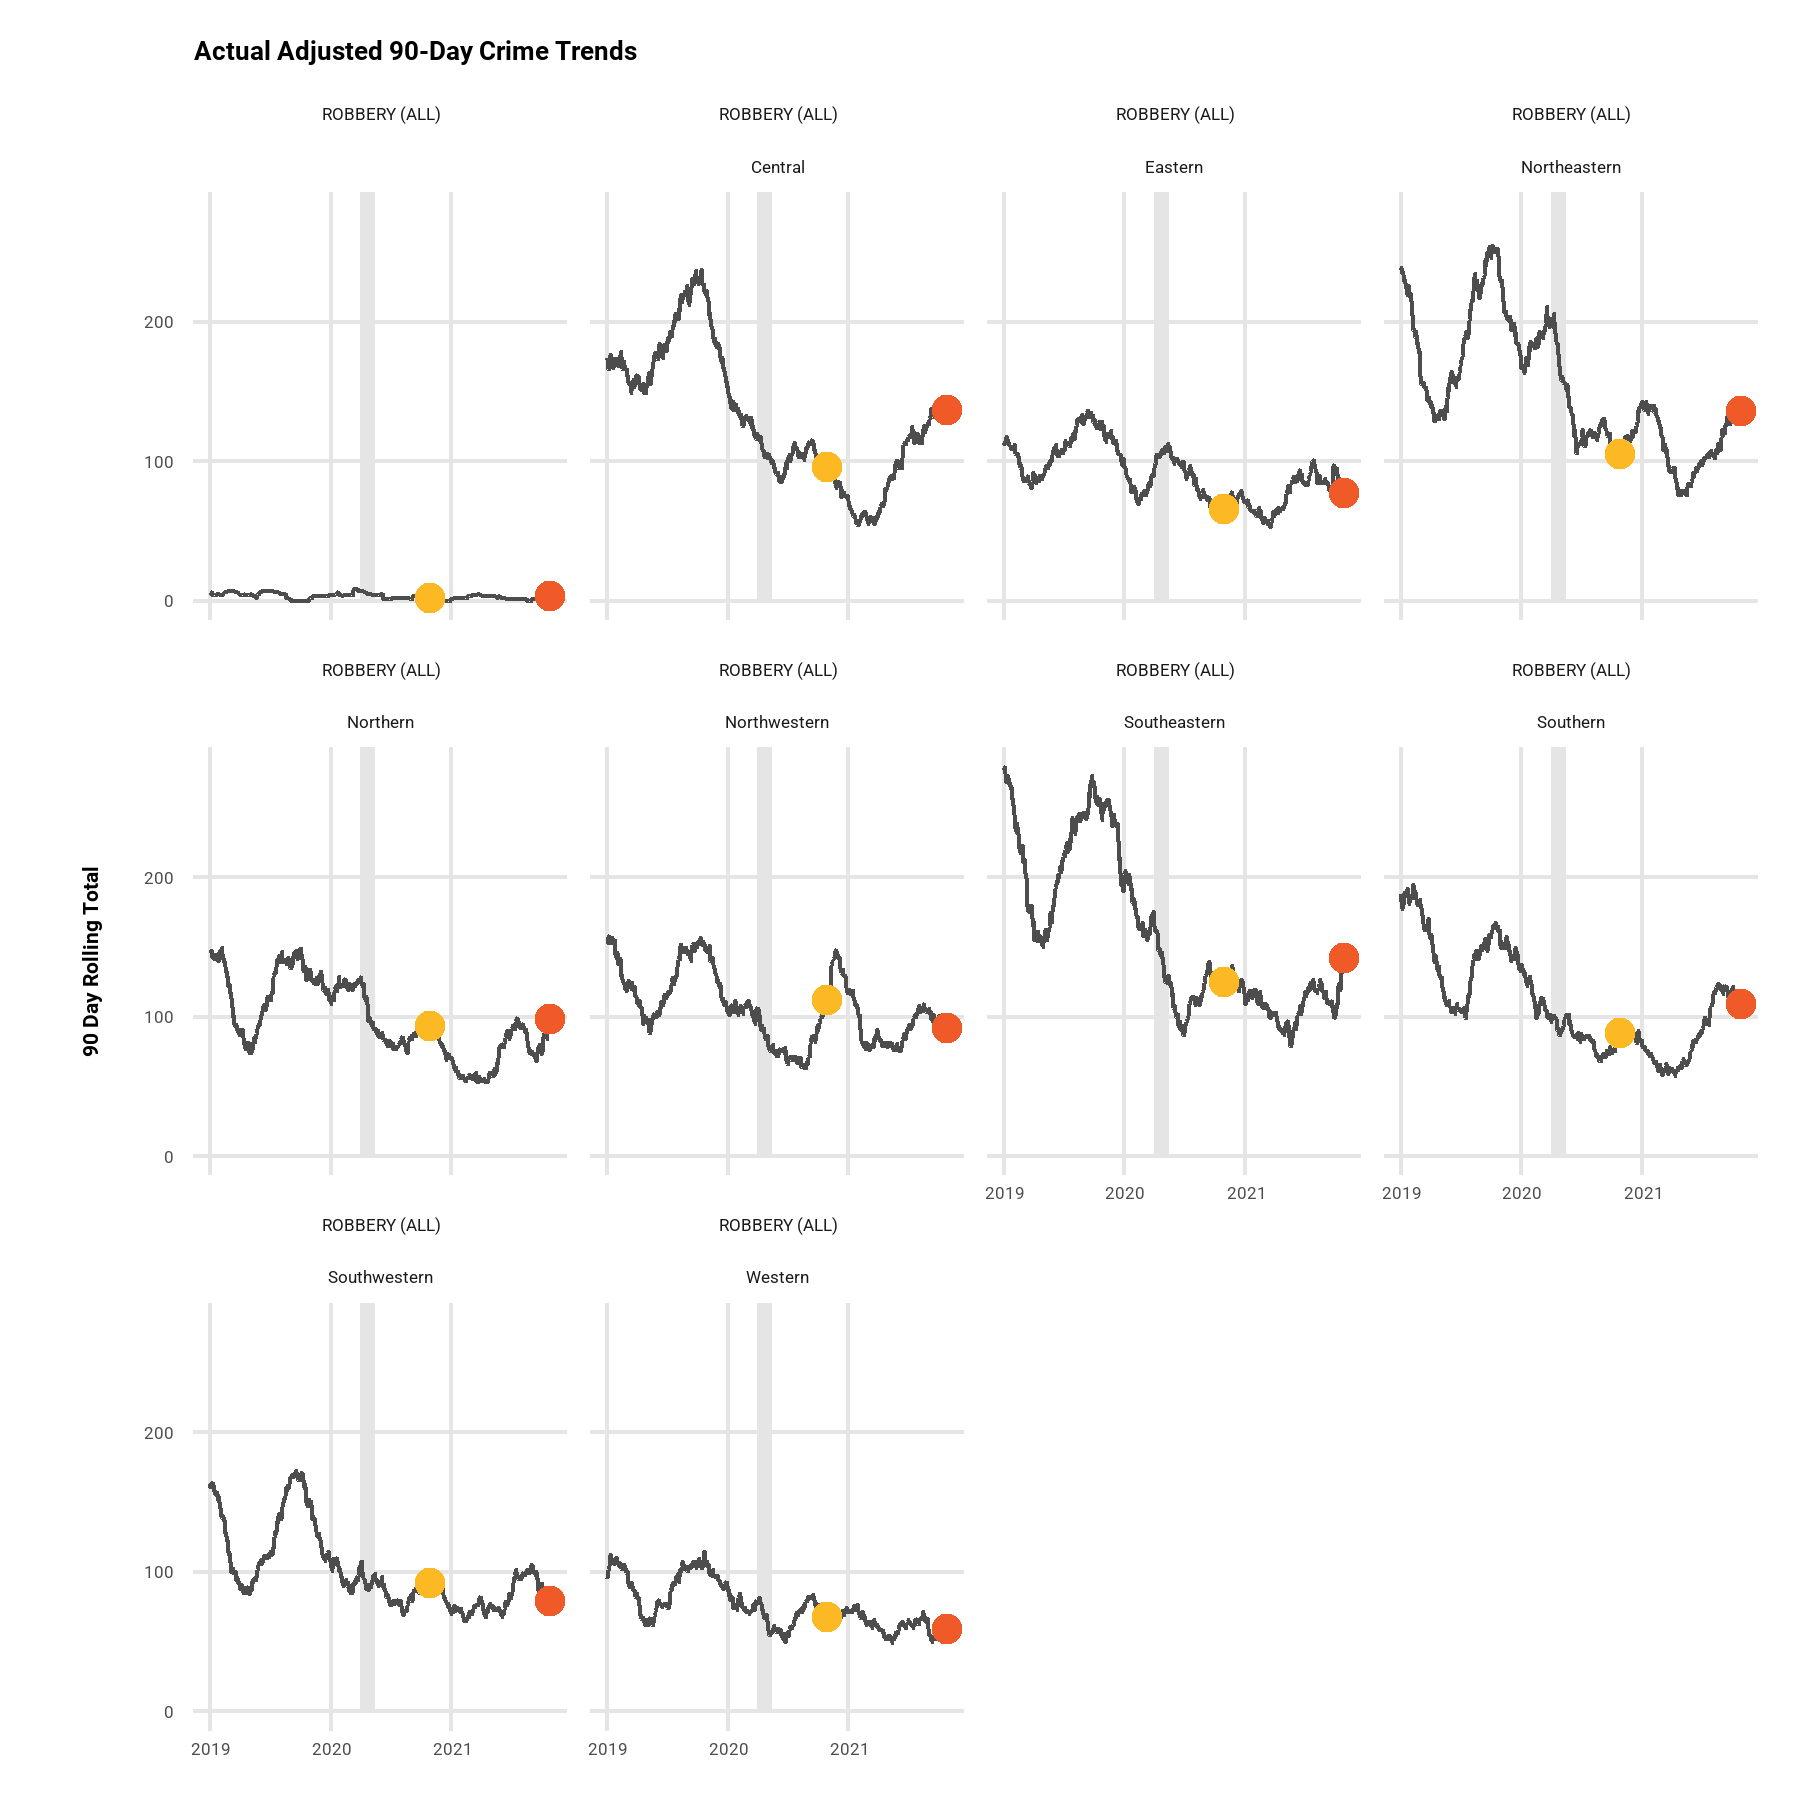 Actual Adjusted 90-Day Crime Trends
ROBBERY (ALL)
ROBBERY (ALL)
ROBBERY (ALL)
ROBBERY (ALL)
Central
Eastern
Northeastern
200
100
0
ROBBERY (ALL)
ROBBERY (ALL)
ROBBERY (ALL)
ROBBERY (ALL)
Northern
Northwestern
Southeastern
Southern
90 Day Rolling Total
200
100
0
2019
2020
2021
2019
2020
2021
ROBBERY (ALL)
ROBBERY (ALL)
Southwestern
Western
200
100
0
2019
2020
2021
2019
2020
2021